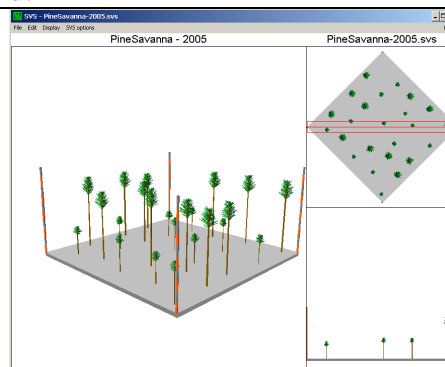 SVS - PineSavanna-2005.svs
File Edit Display SVS options
PineSavanna - 2005
PineSavanna-2005.svs